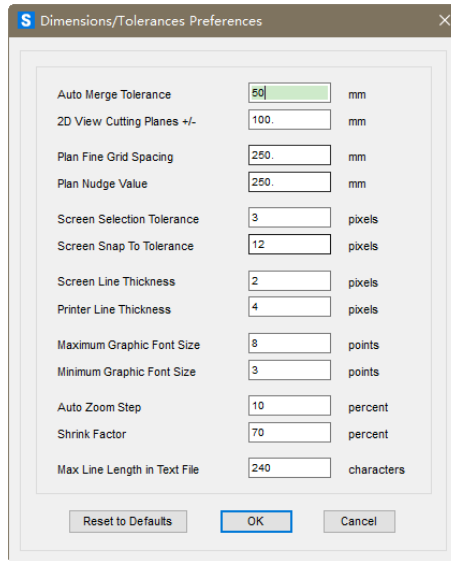 S Dimensions/Tolerances Preferences
Auto Merge Tolerance 50 mm
2D View Cutting Planes +/- 100. mm
Plan Fine Grid Spacing 250. mm
Plan Nudge Value 250. mm
Screen Selection Tolerance 3 pixels
Screen Snap To Tolerance 12 pixels
Screen Line Thickness 2 pixels
Printer Line Thickness 4 pixels
Maximum Graphic Font Size 8 points
Minimum Graphic Font Size 3 points
Auto Zoom Step 10 percent
Shrink Factor 70 percent
Max Line Length in Text File 240 characters
Reset to Defaults OK Cancel